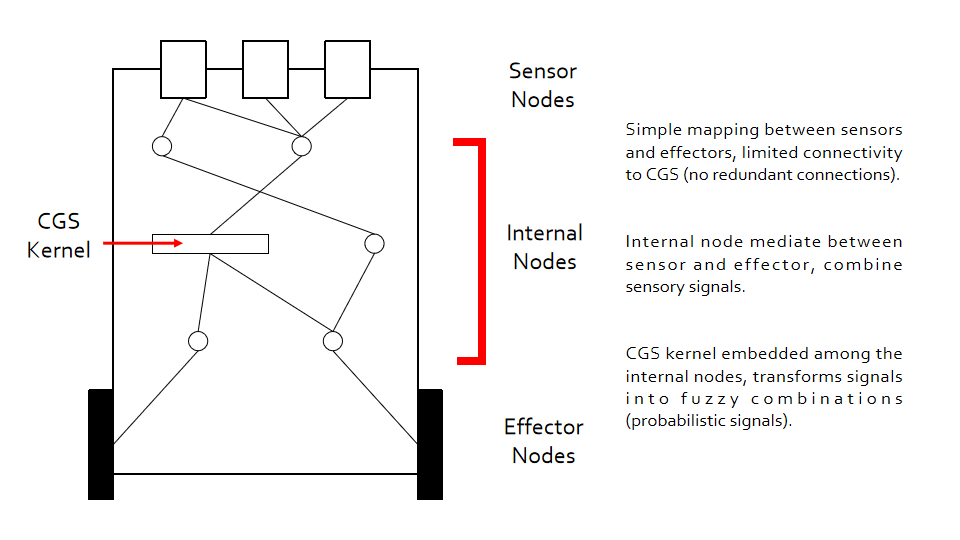 Sensor
Nodes
Simple mapping between sensors
and effectors, limited connectivity
to CGS (no redundant connections).
CGS
Kernel
Internal
Nodes
Internal node mediate between
sensor and effector, combine
sensory signals.
CGS kernel embedded among the
internal nodes, transforms signals
into fuzzy combinations
(probabilistic signals).
Effector
Nodes